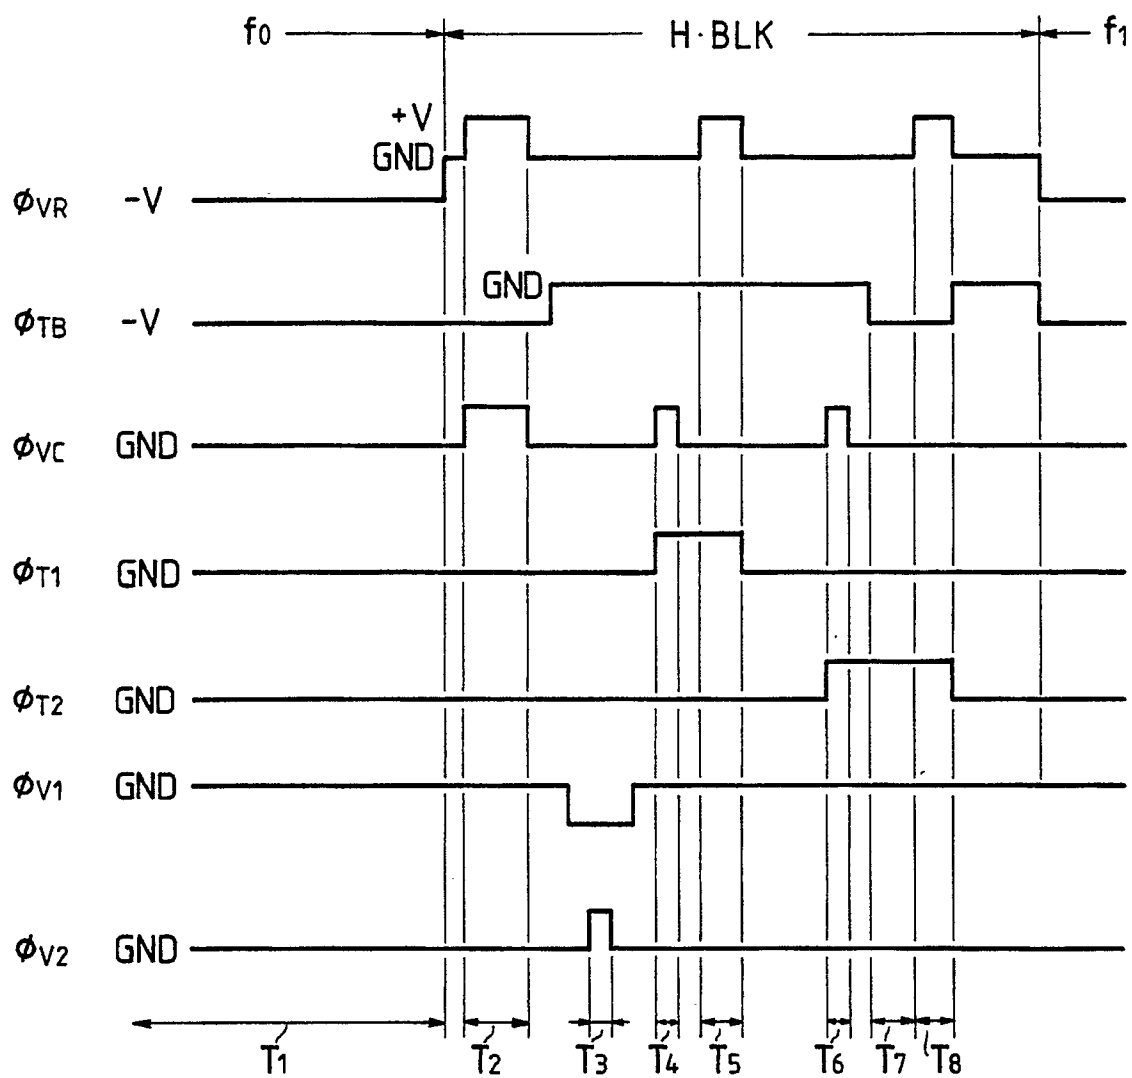 f0 H·BLK f1
+V
GND
ϕVR -V
GND
ϕTB -V
ϕVC GND
ϕT1 GND
ϕT2 GND
ϕV1 GND
ϕV2 GND
T1 T2 T3 T4 T5 T6 T7 T8